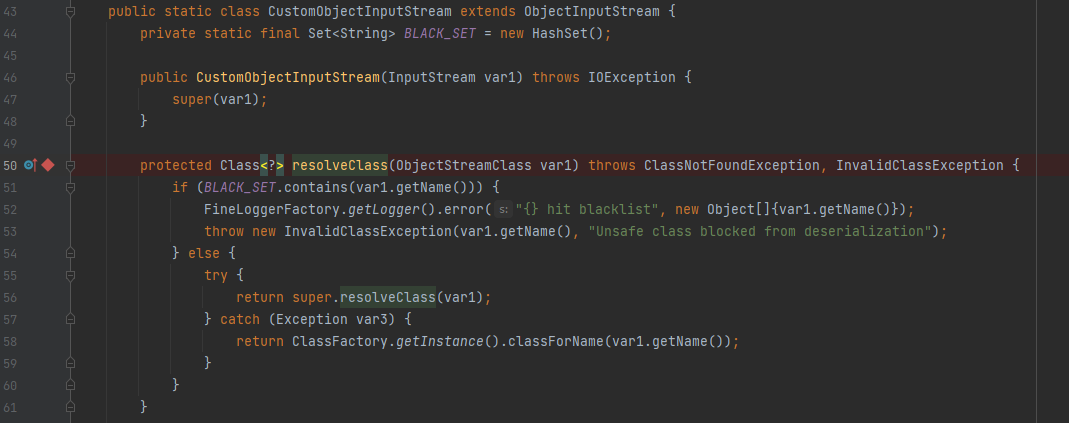 43 public static class CustomObjectInputStream extends ObjectInputStream {
44 private static final Set<String> BLACK_SET = new HashSet();
45
46 public CustomObjectInputStream(InputStream var1) throws IOException {
47 super(var1);
48 }
49
50 protected Class<?> resolveClass(ObjectStreamClass var1) throws ClassNotFoundException, InvalidClassException {
51 if (BLACK_SET.contains(var1.getName())) {
52 FineLoggerFactory.getLogger().error( s: "{} hit blacklist", new Object[]{var1.getName()});
53 throw new InvalidClassException(var1.getName(), "Unsafe class blocked from deserialization");
54 } else {
55 try {
56 return super.resolveClass(var1);
57 } catch (Exception var3) {
58 return ClassFactory.getInstance().classForName(var1.getName());
59 }
60 }
61 }